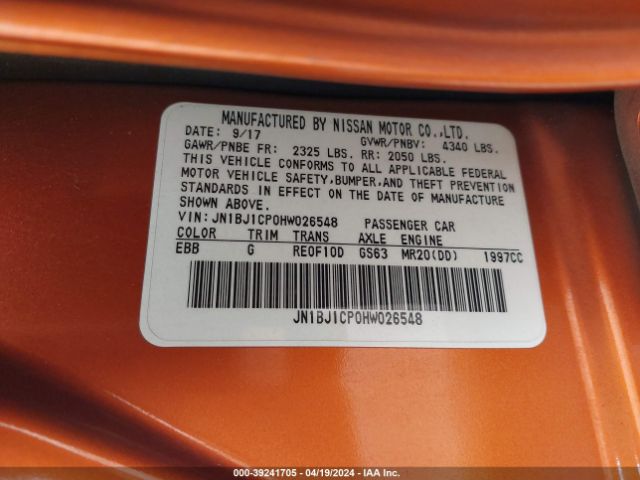 MANUFACTURED BY NISSAN MOTOR CO.,LTD.
DATE: 9/17 GVWR/PNBV: 4340 LBS.
GAWR/PNBE FR: 2325 LBS. RR: 2050 LBS.
THIS VEHICLE CONFORMS TO ALL APPLICABLE FEDERAL
MOTOR VEHICLE SAFETY,BUMPER,AND THEFT PREVENTION
STANDARDS IN EFFECT ON THE DATE OF MANUFACTURE
SHOWN ABOVE.
VIN:JN1BJ1CP0HW026548 PASSENGER CAR
COLOR TRIM TRANS AXLE ENGINE
EBB G RE0F10D GS63 MR20(DD) 1997CC
JN1BJ1CP0HW026548
000-39241705 - 04/19/2024 - IAA Inc.